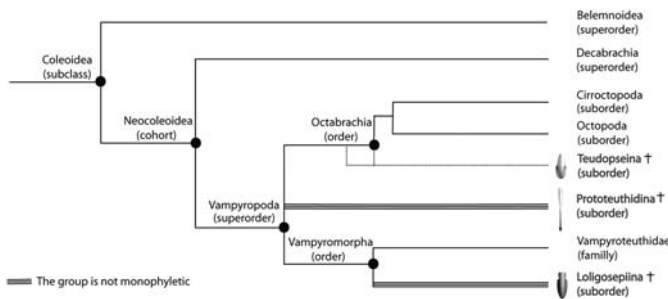 Belemnoidea
(superorder)
Coleoidea
(subclass)
Decabrachia
(superorder)
Cirroctopoda
(suborder)
Neocoleoidea
(cohort)
Octabrachia
(order)
Octopoda
(suborder)
Teudopseina †
(suborder)
Prototeuthidina †
(suborder)
Vampyropoda
(superorder)
Vampyromorpha
(order)
Vampyroteuthidae
(familly)
The group is not monophyletic
Loligosepiina †
(suborder)